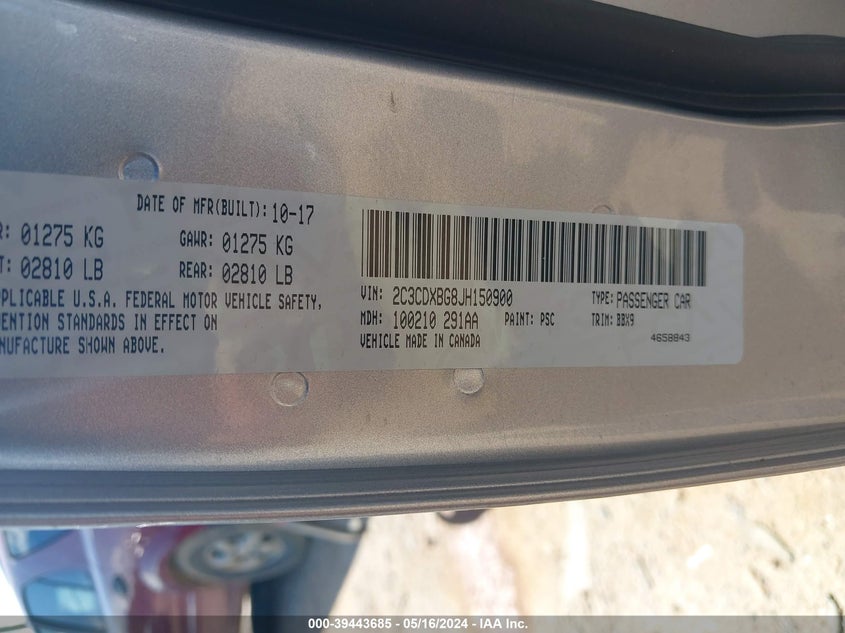 DATE OF MFR(BUILT): 10-17
R: 01275 KG GAWR: 01275 KG
T: 02810 LB REAR: 02810 LB
PPLICABLE U.S.A. FEDERAL MOTOR VEHICLE SAFETY,
VENTION STANDARDS IN EFFECT ON
NUFACTURE SHOWN ABOVE.
VIN: 2C3CDXBG8JH150900 TYPE: PASSENGER CAR
MDH: 100210 291AA PAINT: PSC TRIM: BBX9
VEHICLE MADE IN CANADA 4658843
000-39443685 - 05/16/2024 - IAA Inc.